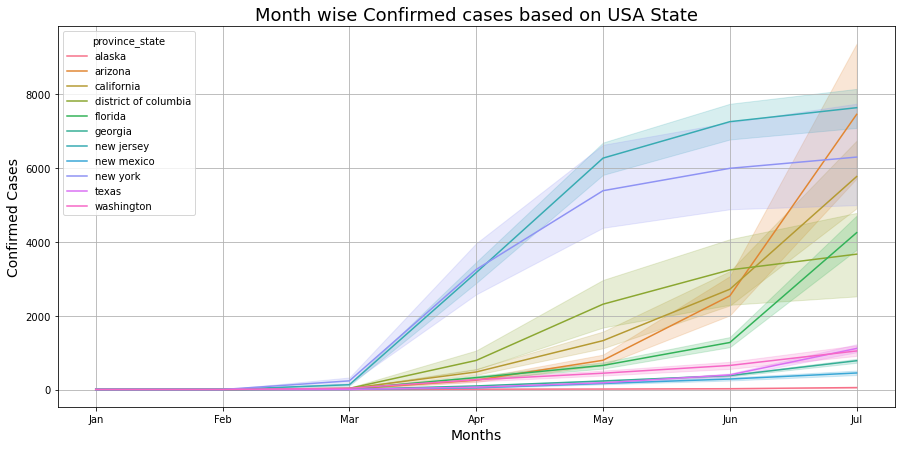 Month wise Confirmed cases based on USA State
province_state
alaska
arizona
california
district of columbia
florida
georgia
new jersey
new mexico
new york
texas
washington
Confirmed Cases
8000
6000
4000
2000
0
Jan Feb Mar Apr May Jun Jul
Months